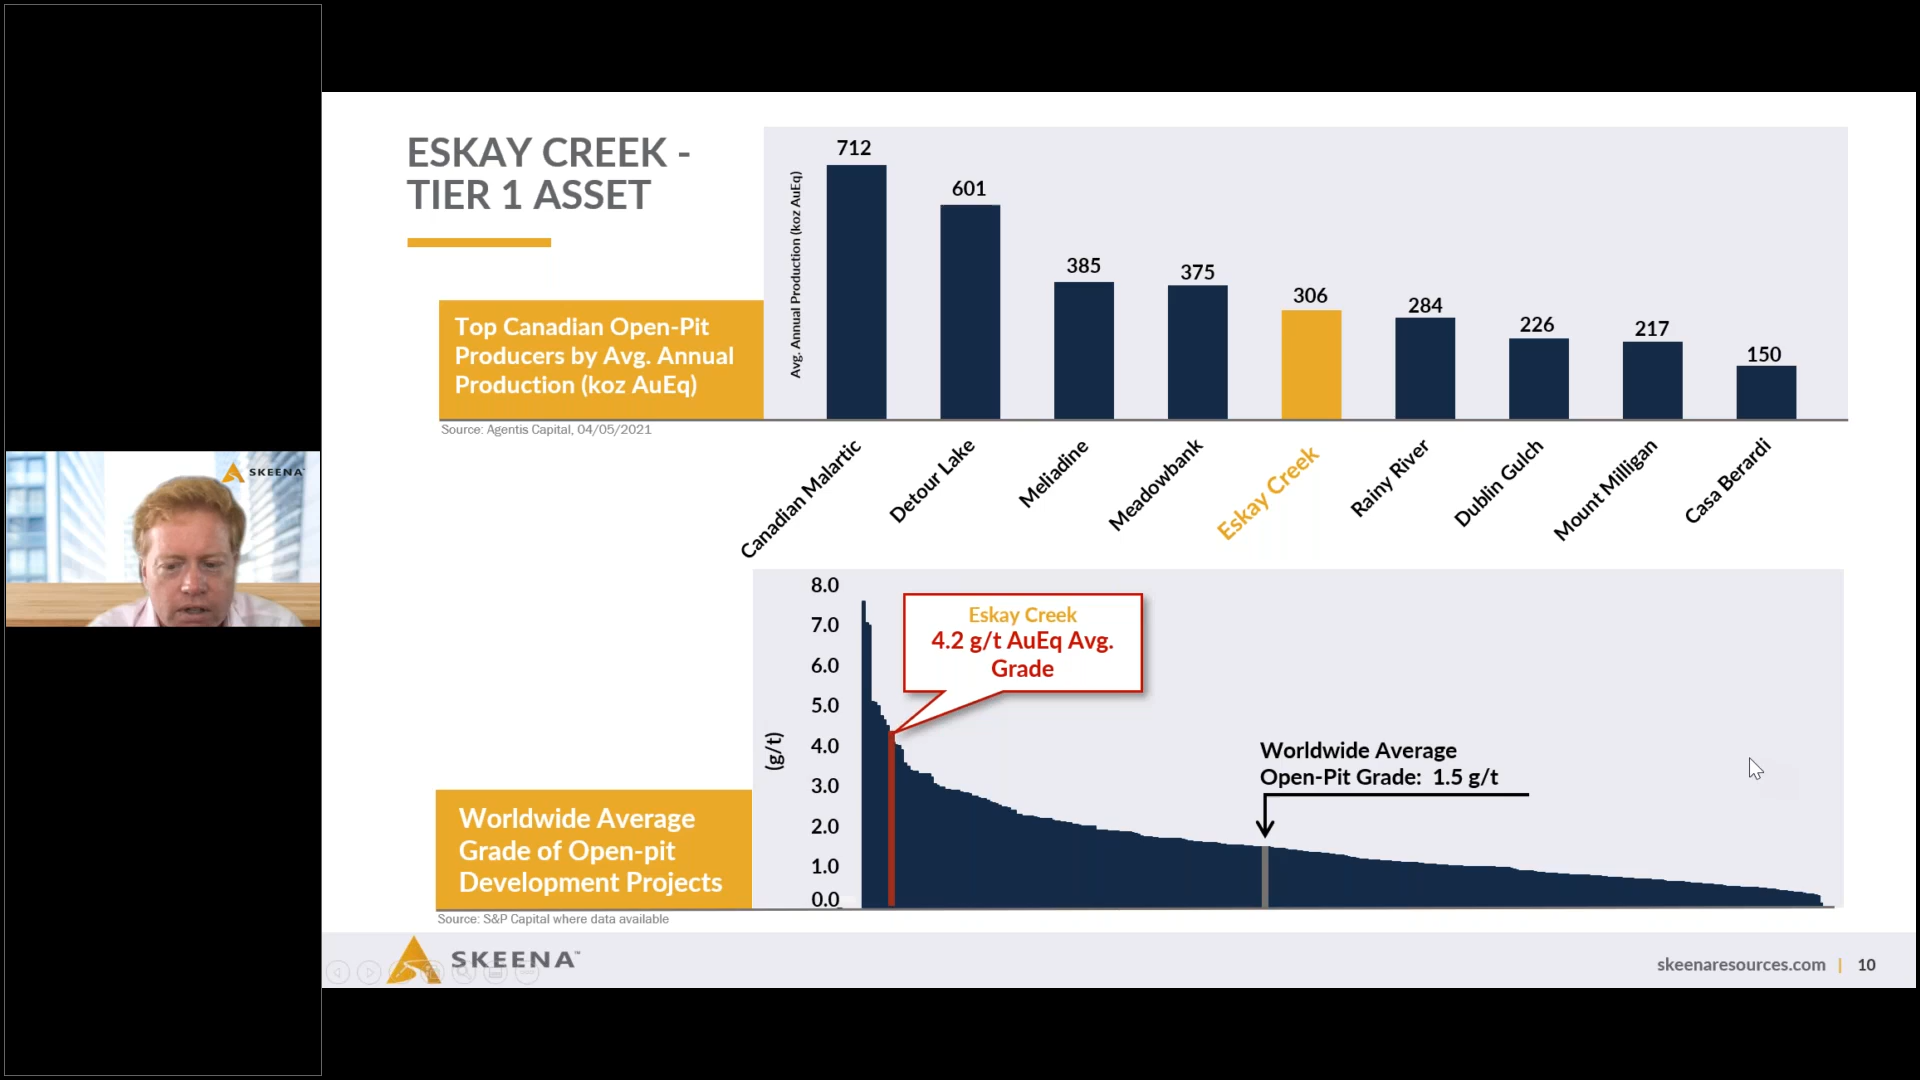 SKEENA
ESKAY CREEK -
TIER 1 ASSET
Top Canadian Open-Pit
Producers by Avg. Annual
Production (koz AuEq)
Source: Agentis Capital, 04/05/2021
Avg. Annual Production (koz AuEq)
712
601
385
375
306
284
226
217
150
Canadian Malartic
Detour Lake
Meliadine
Meadowbank
Eskay Creek
Rainy River
Dublin Gulch
Mount Milligan
Casa Berardi
Worldwide Average
Grade of Open-pit
Development Projects
Source: S&P Capital where data available
(g/t)
8.0
7.0
6.0
5.0
4.0
3.0
2.0
1.0
0.0
Eskay Creek
4.2 g/t AuEq Avg.
Grade
Worldwide Average
Open-Pit Grade: 1.5 g/t
SKEENA™
skeenaresources.com | 10